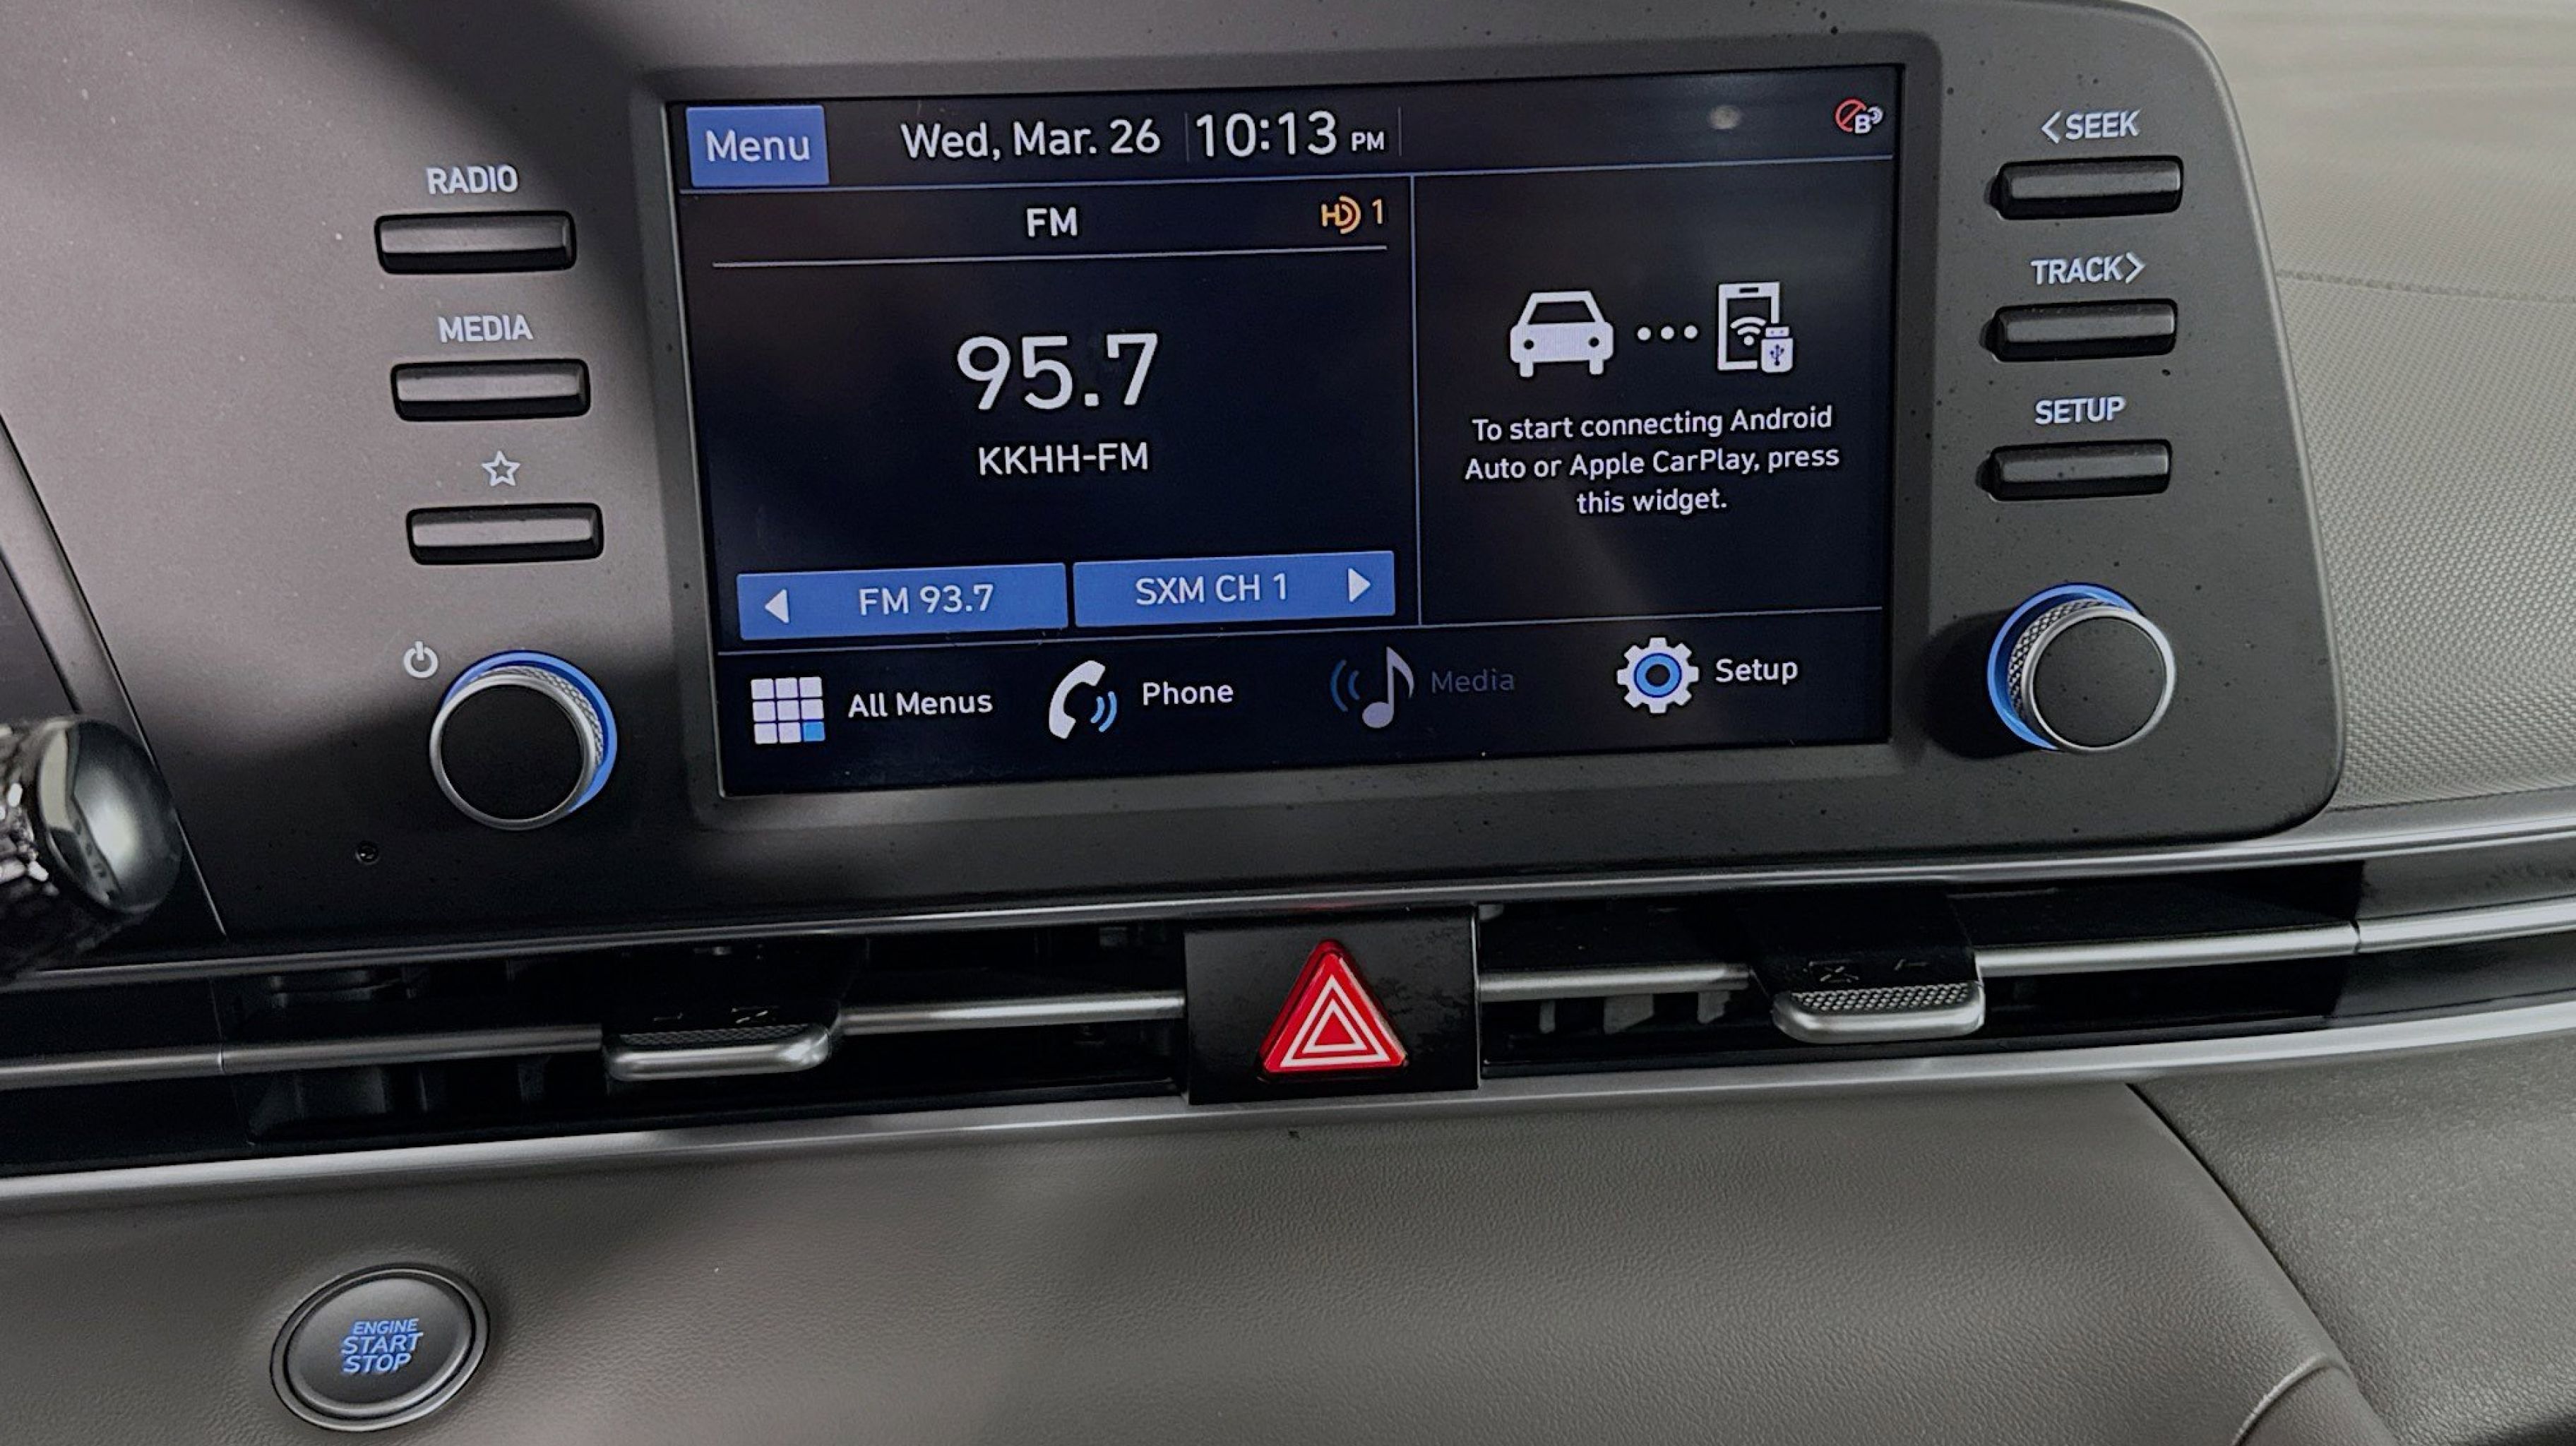 RADIO
MEDIA
Menu
Wed, Mar. 26 10:13 PM
B
FM
HD 1
95.7
KKHH-FM
FM 93.7
SXM CH 1
To start connecting Android
Auto or Apple CarPlay, press
this widget.
All Menus
Phone
Media
Setup
<SEEK
TRACK>
SETUP
ENGINE
START
STOP